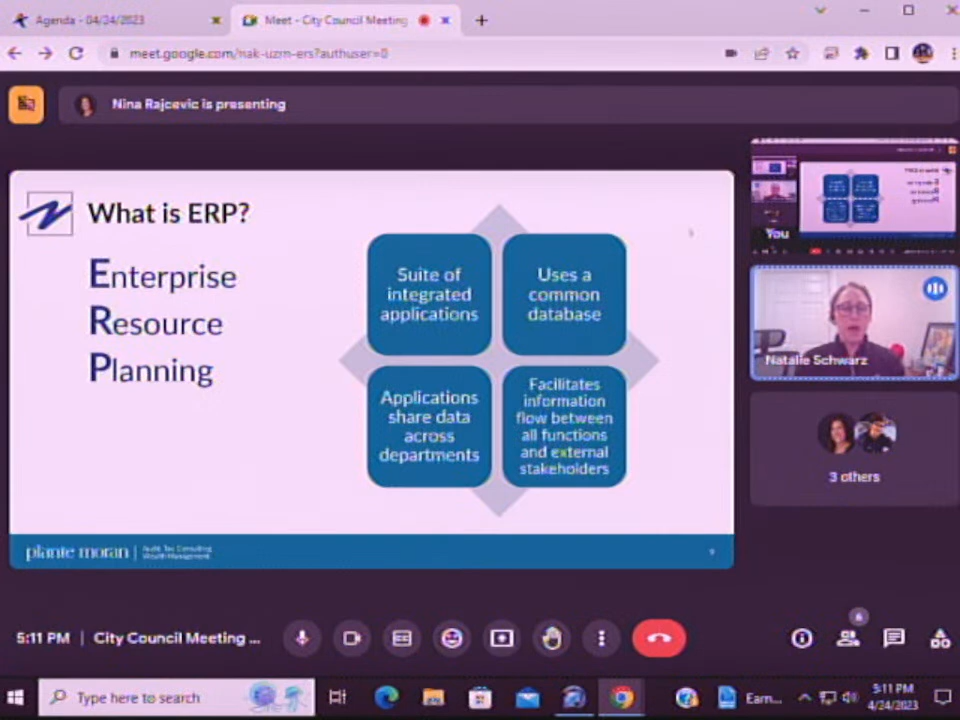 Agenda - 04/24/2023
Meet - City Council Meeting
meet.google.com/nak-uzm-ers?authuser=0
Nina Rajcevic is presenting
What is ERP?
Enterprise
Resource
Planning
Suite of
integrated
applications
Uses a
common
database
Applications
share data
across
departments
Facilitates
information
flow between
all functions
and external
stakeholders
plante moran
Audit. Tax. Consulting.
Wealth Management.
You
Natalie Schwarz
3 others
5:11 PM | City Council Meeting ...
6
Type here to search
Earn...
5:11 PM
4/24/2023